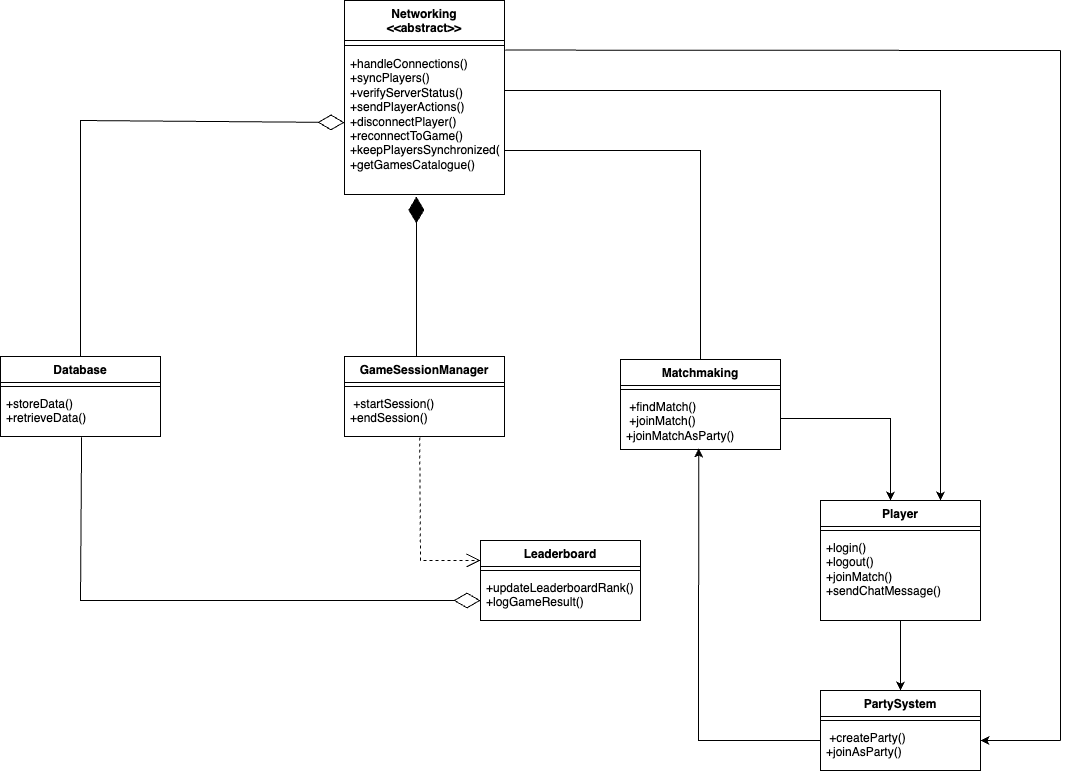 Networking
<<abstract>>
+handleConnections()
+syncPlayers()
+verifyServerStatus()
+sendPlayerActions()
+disconnectPlayer()
+reconnectToGame()
+keepPlayersSynchronized(
+getGamesCatalogue()
Database
+storeData()
+retrieveData()
GameSessionManager
+startSession()
+endSession()
Matchmaking
+findMatch()
+joinMatch()
+joinMatchAsParty()
Player
+login()
+logout()
+joinMatch()
+sendChatMessage()
Leaderboard
+updateLeaderboardRank()
+logGameResult()
PartySystem
+createParty()
+joinAsParty()